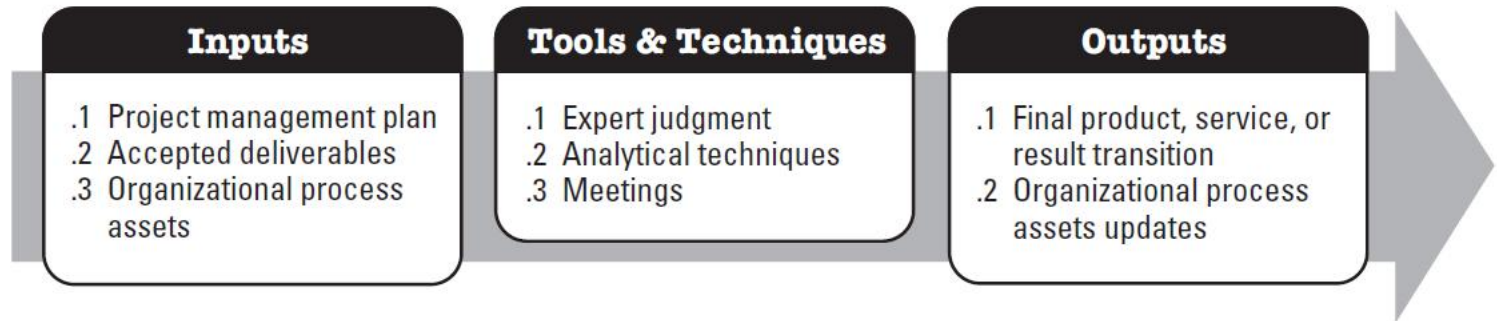 Inputs
.1 Project management plan
.2 Accepted deliverables
.3 Organizational process
assets
Tools & Techniques
.1 Expert judgment
.2 Analytical techniques
.3 Meetings
Outputs
.1 Final product, service, or
result transition
.2 Organizational process
assets updates